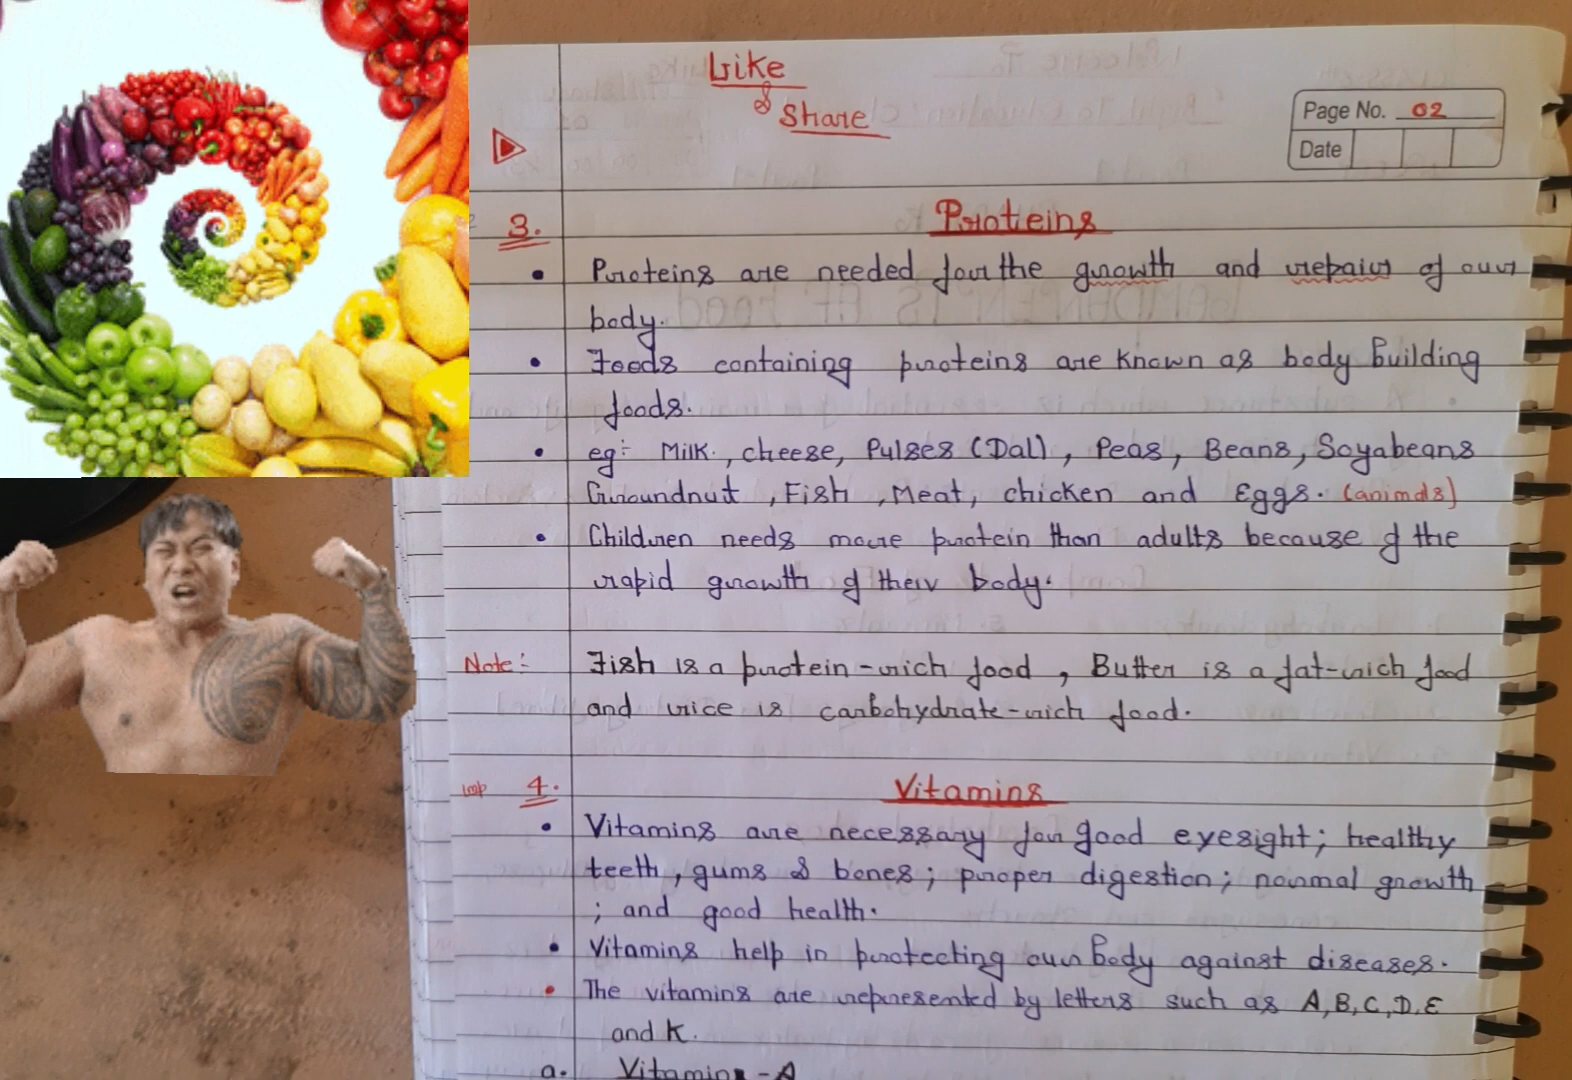 Like
& Share
Page No. 02
Date
3. Proteins
• Proteins are needed for the growth and repair of our
body.
• Foods containing proteins are known as body building
foods.
• eg:- Milk, cheese, Pulses (Dal), Peas, Beans, Soyabeans
Groundnut, Fish, Meat, chicken and Eggs. (animals)
• Children needs more protein than adults because of the
rapid growth of their body.
Note:- Fish is a protein-rich food, Butter is a fat-rich food
and rice is carbohydrate-rich food.
Imp 4. Vitamins
• Vitamins are necessary for good eyesight; healthy
teeth, gums & bones; proper digestion; normal growth
; and good health.
• Vitamins help in protecting our body against diseases.
• The vitamins are represented by letters such as A, B, C, D, E
and K.
a. Vitamin - A